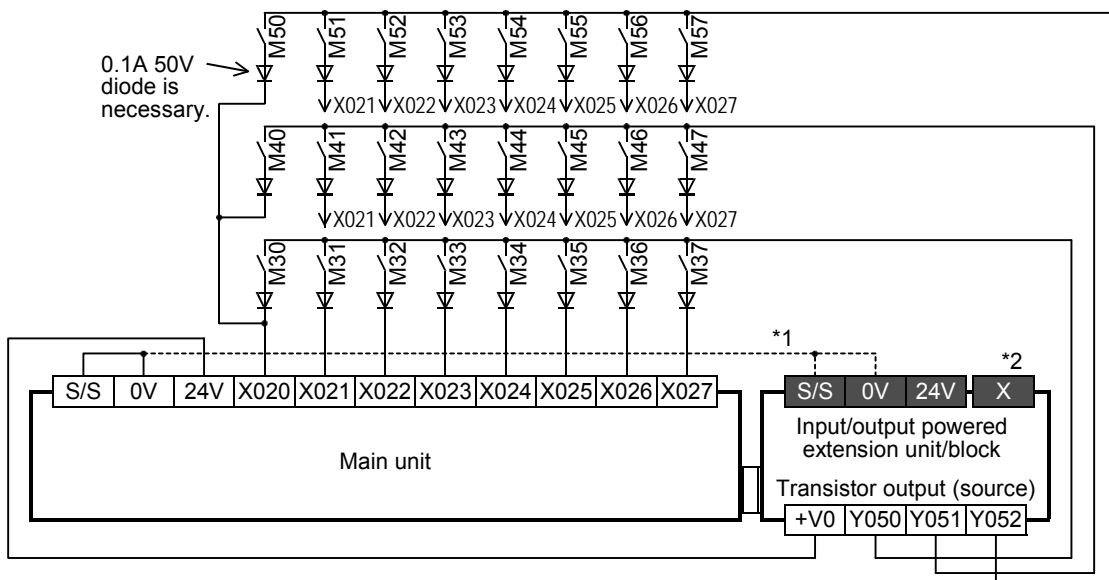 M50 M51 M52 M53 M54 M55 M56 M57
0.1A 50V
diode is
necessary.
X021 X022 X023 X024 X025 X026 X027
M40 M41 M42 M43 M44 M45 M46 M47
X021 X022 X023 X024 X025 X026 X027
M30 M31 M32 M33 M34 M35 M36 M37
*1
*2
S/S 0V 24V X020 X021 X022 X023 X024 X025 X026 X027
S/S 0V 24V X
Main unit
Input/output powered
extension unit/block
Transistor output (source)
+V0 Y050 Y051 Y052